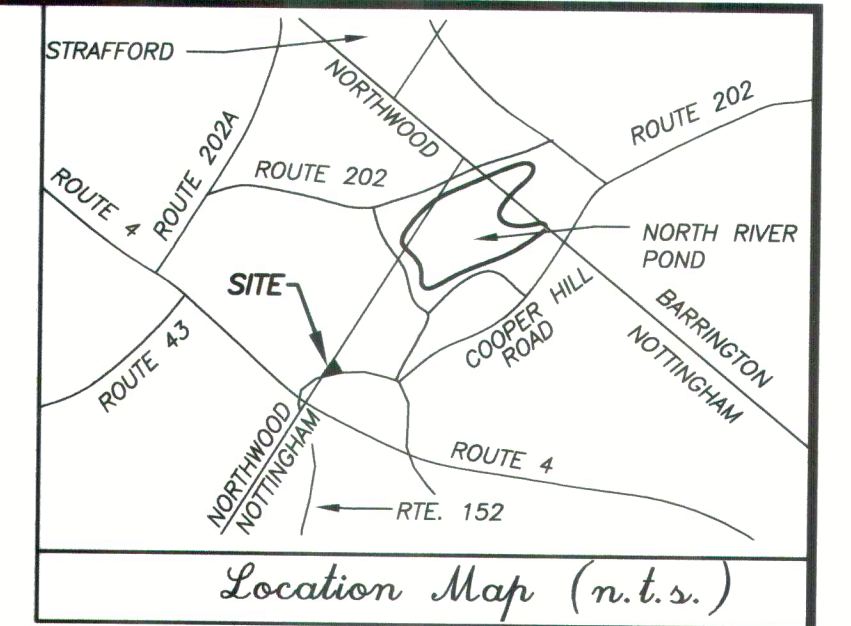 STRAFFORD
NORTHWOOD
ROUTE 202
ROUTE 202A
ROUTE 202
ROUTE 4
NORTH RIVER
POND
SITE
BARRINGTON
NOTTINGHAM
COOPER HILL
ROAD
ROUTE 43
NORTHWOOD
NOTTINGHAM
ROUTE 4
RTE. 152
Location Map (n.t.s.)